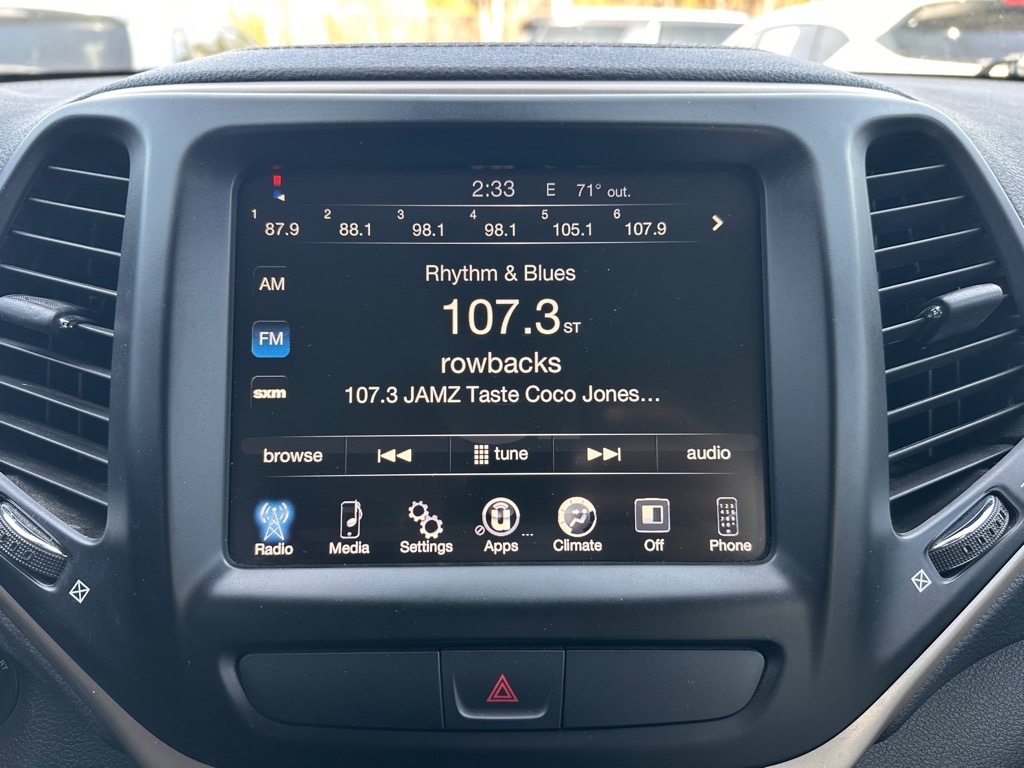 2:33 E 71° out.
1 87.9 2 88.1 3 98.1 4 98.1 5 105.1 6 107.9
Rhythm & Blues
AM
107.3 ST
FM
rowbacks
sxm
107.3 JAMZ Taste Coco Jones...
browse tune audio
Radio Media Settings Apps Climate Off Phone